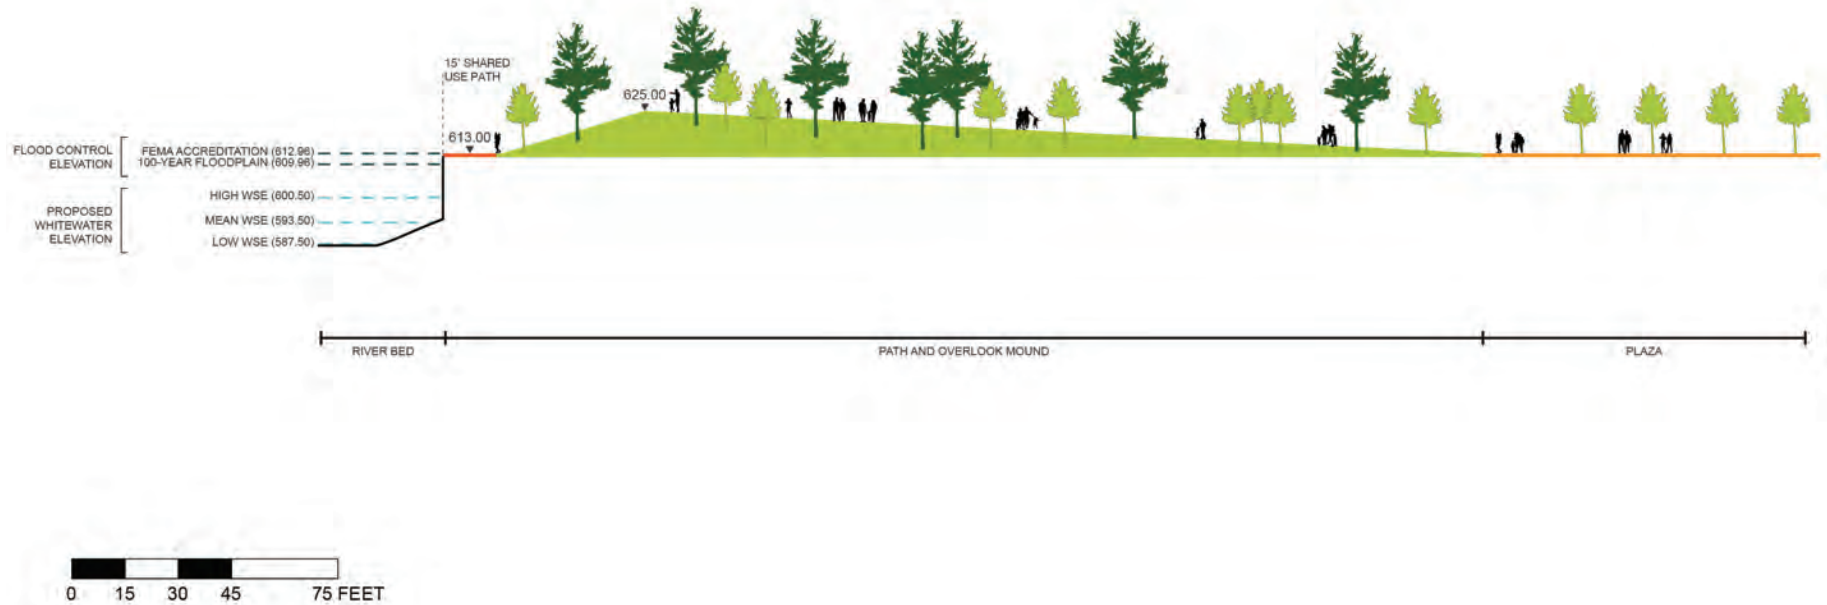 15' SHARED
USE PATH
625.00
613.00
FLOOD CONTROL
ELEVATION
FEMA ACCREDITATION (612.96)
100-YEAR FLOODPLAIN (609.96)
PROPOSED
WHITEWATER
ELEVATION
HIGH WSE (600.50)
MEAN WSE (593.50)
LOW WSE (587.50)
RIVER BED
PATH AND OVERLOOK MOUND
PLAZA
0 15 30 45 75 FEET